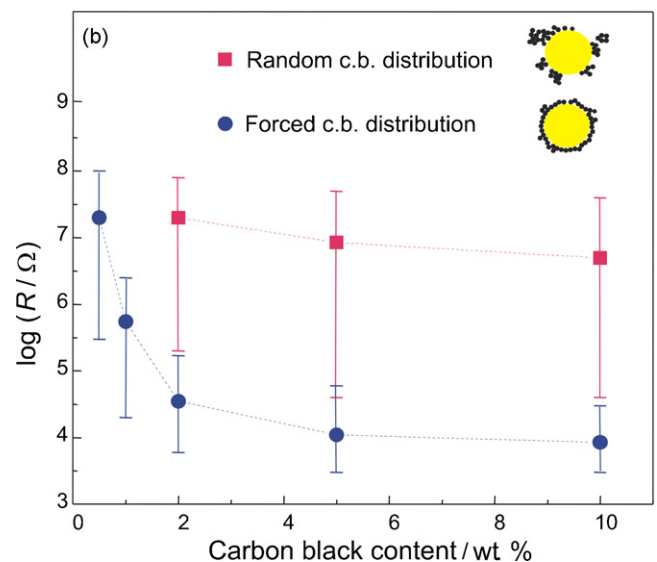 (b)
Random c.b. distribution
Forced c.b. distribution
9
8
7
6
5
4
3
log (R / Ω)
0 2 4 6 8 10
Carbon black content / wt %